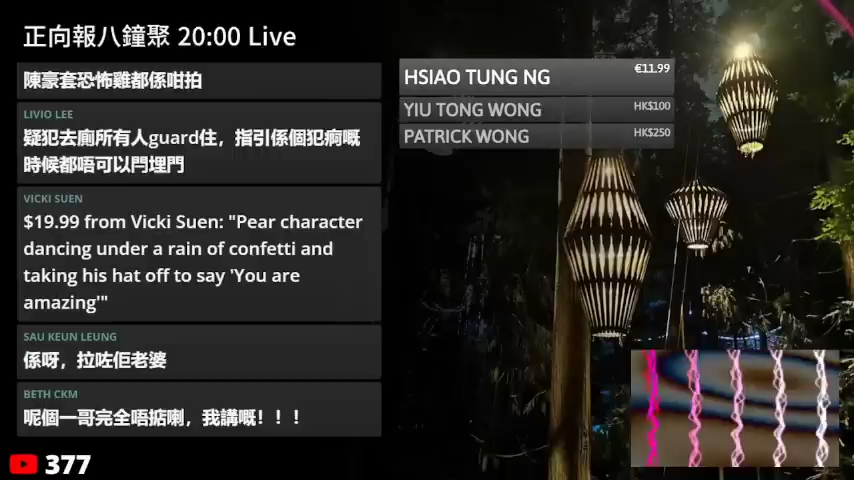 正向報八鐘聚 20:00 Live
陳豪套恐怖雞都係咁拍
LIVIO LEE
疑犯去廁所有人guard住，指引係個犯痾嘅
時候都唔可以閂埋門
VICKI SUEN
$19.99 from Vicki Suen: "Pear character
dancing under a rain of confetti and
taking his hat off to say 'You are
amazing'"
SAU KEUN LEUNG
係呀，拉咗佢老婆
BETH CKM
呢個一哥完全唔掂喇，我講嘅！！！
377
HSIAO TUNG NG €11.99
YIU TONG WONG HK$100
PATRICK WONG HK$250